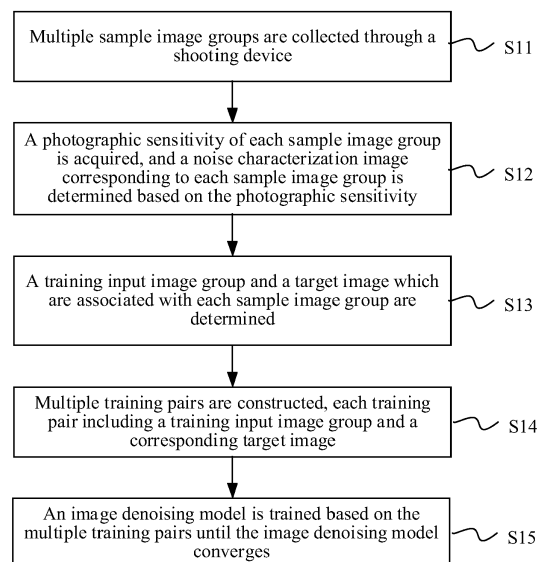 Multiple sample image groups are collected through a
shooting device
S11
A photographic sensitivity of each sample image group
is acquired, and a noise characterization image
corresponding to each sample image group is
determined based on the photographic sensitivity
S12
A training input image group and a target image which
are associated with each sample image group are
determined
S13
Multiple training pairs are constructed, each training
pair including a training input image group and a
corresponding target image
S14
An image denoising model is trained based on the
multiple training pairs until the image denoising model
converges
S15